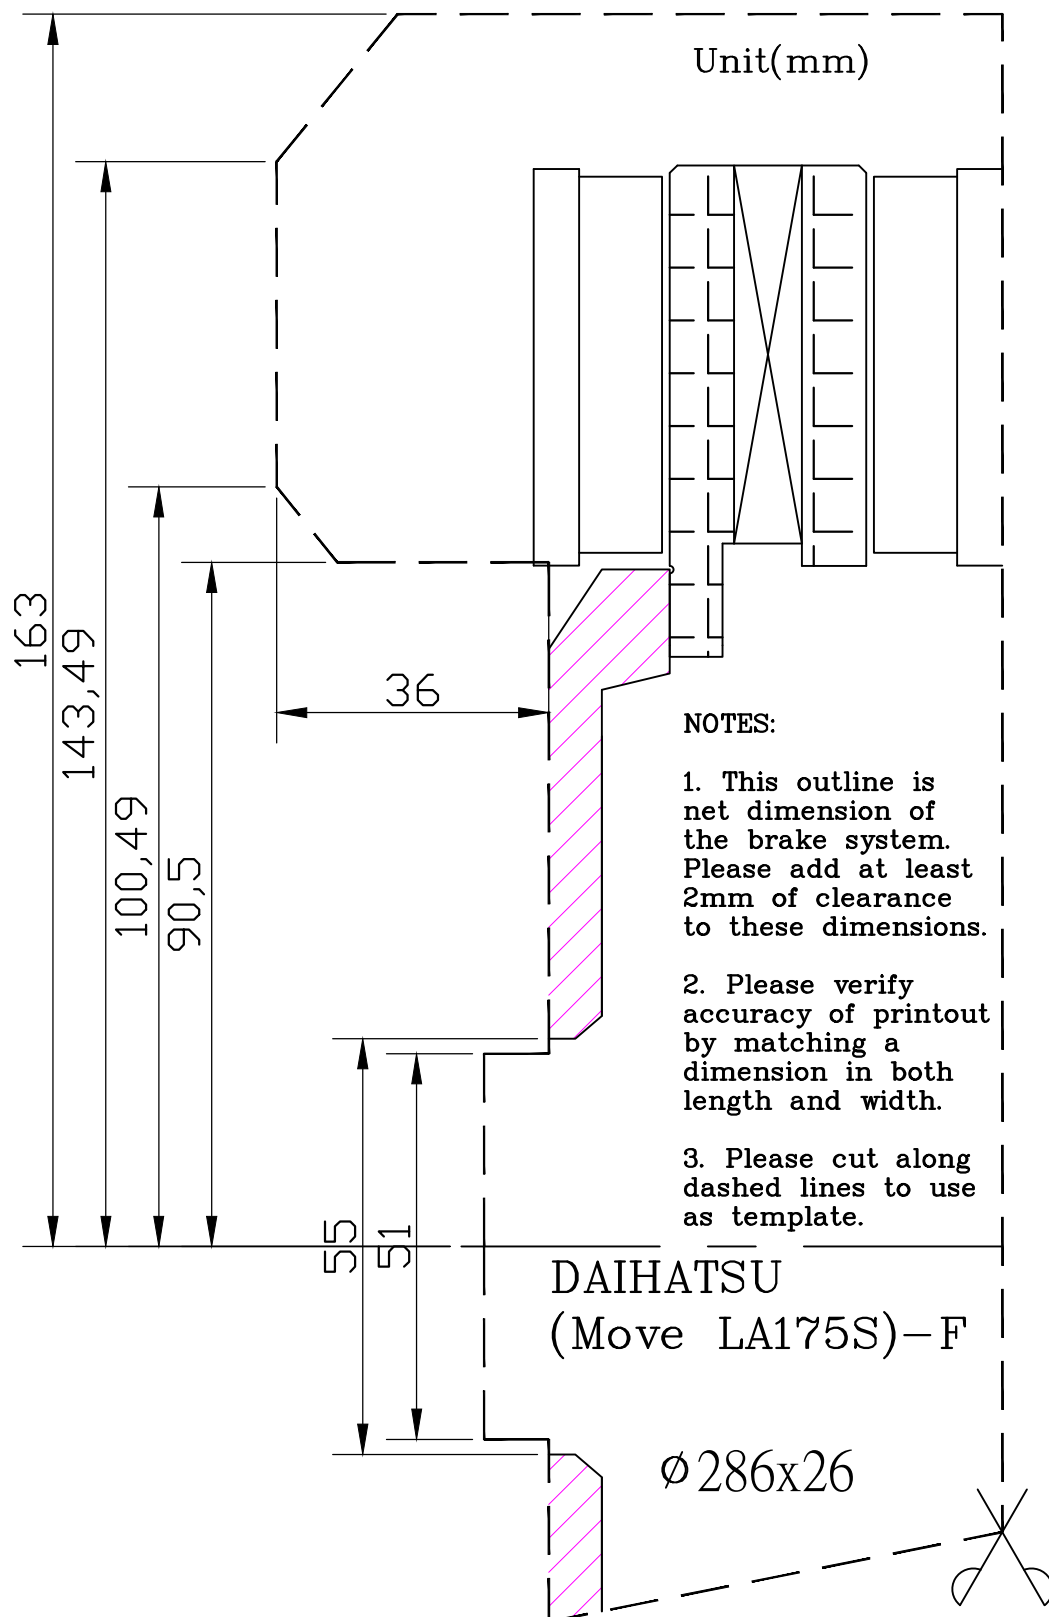 Unit(mm)
163
143,49
100,49
90,5
36
NOTES:
1. This outline is
net dimension of
the brake system.
Please add at least
2mm of clearance
to these dimensions.
2. Please verify
accuracy of printout
by matching a
dimension in both
length and width.
3. Please cut along
dashed lines to use
as template.
55
51
DAIHATSU
(Move LA175S)-F
ϕ286x26